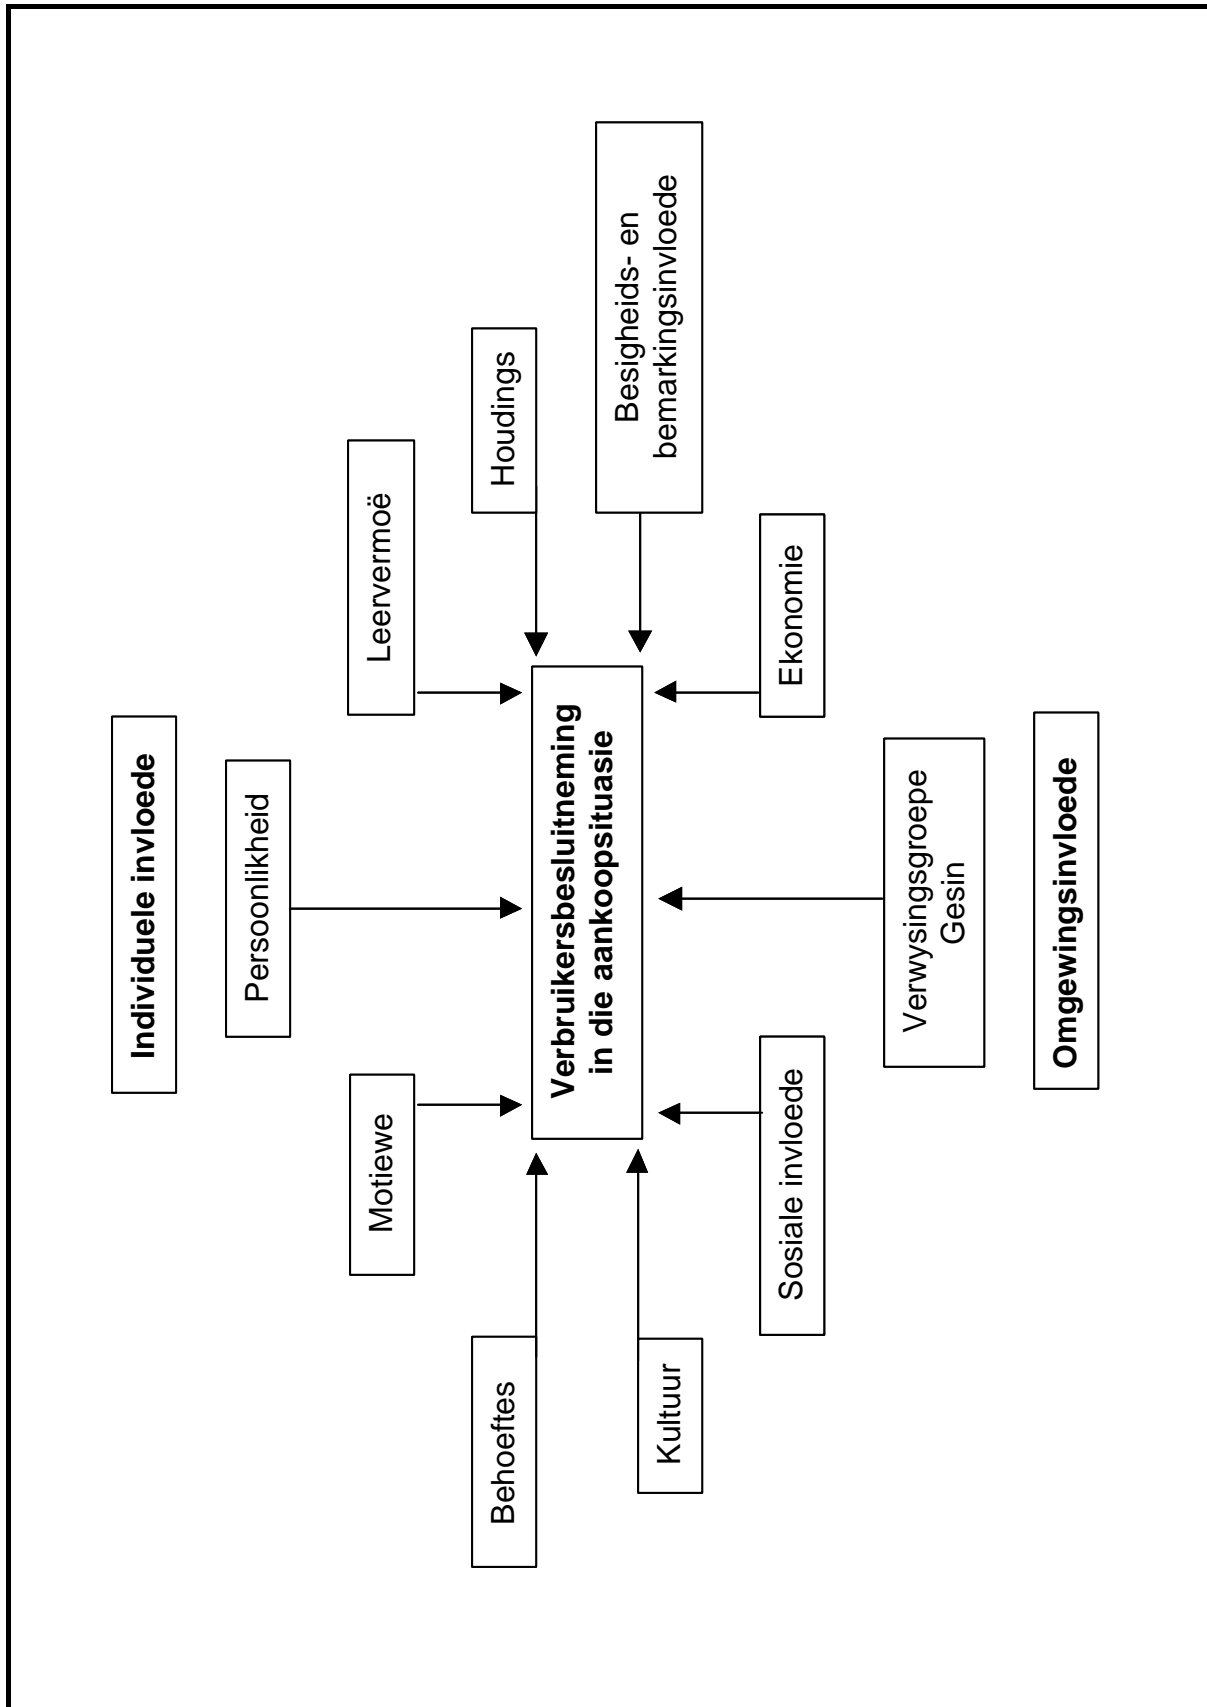 Individuele invloede
Persoonlikheid
Motiewe
Leervermoë
Behoeftes
Houdings
Verbruikersbesluitneming
in die aankoopsituasie
Kultuur
Besigheids- en
bemarkingsinvloede
Sosiale invloede
Ekonomie
Verwysingsgroepe
Gesin
Omgewingsinvloede